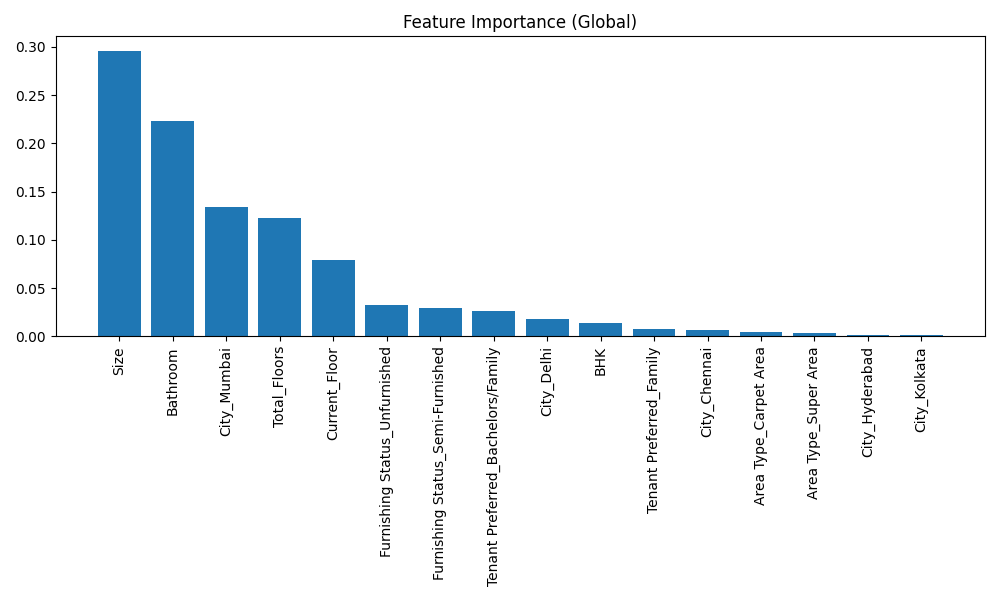 Feature Importance (Global)
0.30
0.25
0.20
0.15
0.10
0.05
0.00
Size
Bathroom
City_Mumbai
Total_Floors
Current_Floor
Furnishing Status_Unfurnished
Furnishing Status_Semi-Furnished
Tenant Preferred_Bachelors/Family
City_Delhi
BHK
Tenant Preferred_Family
City_Chennai
Area Type_Carpet Area
Area Type_Super Area
City_Hyderabad
City_Kolkata